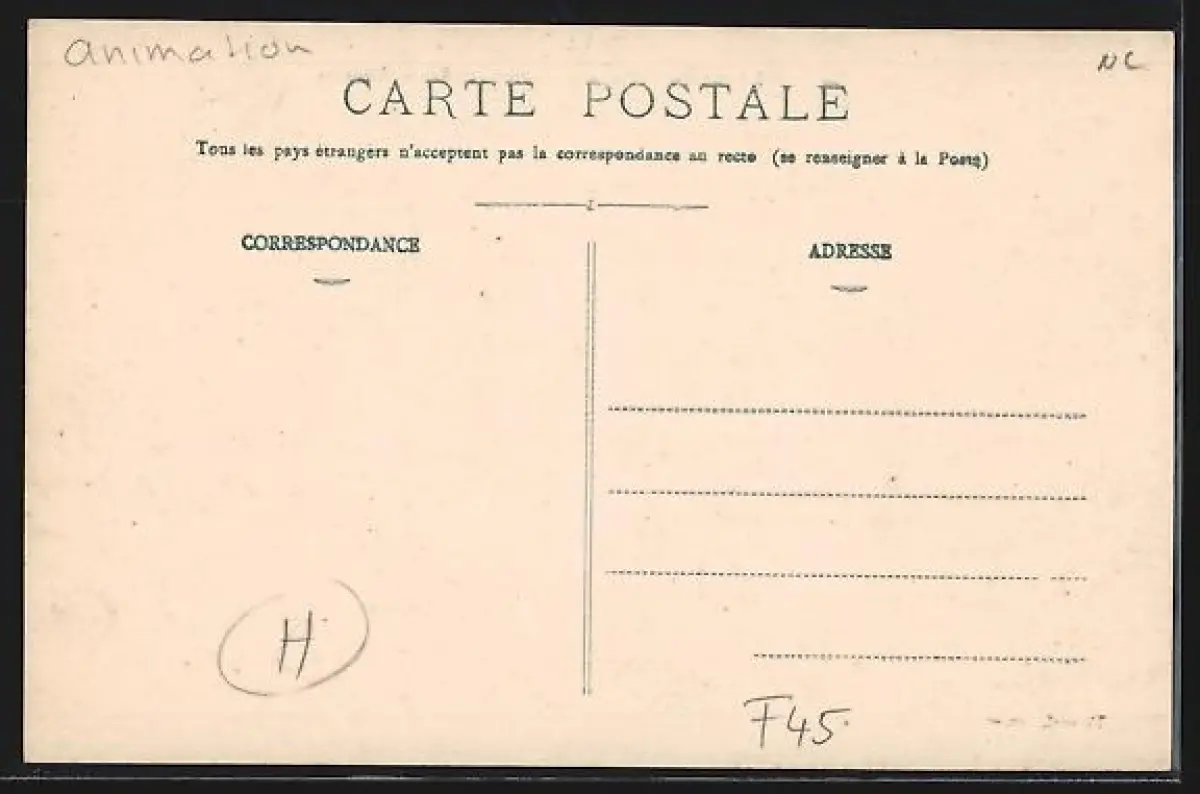 animation
NC
CARTE POSTALE
Tous les pays étrangers n'acceptent pas la correspondance au recto (se renseigner à la Poste)
CORRESPONDANCE
ADRESSE
H
F45.